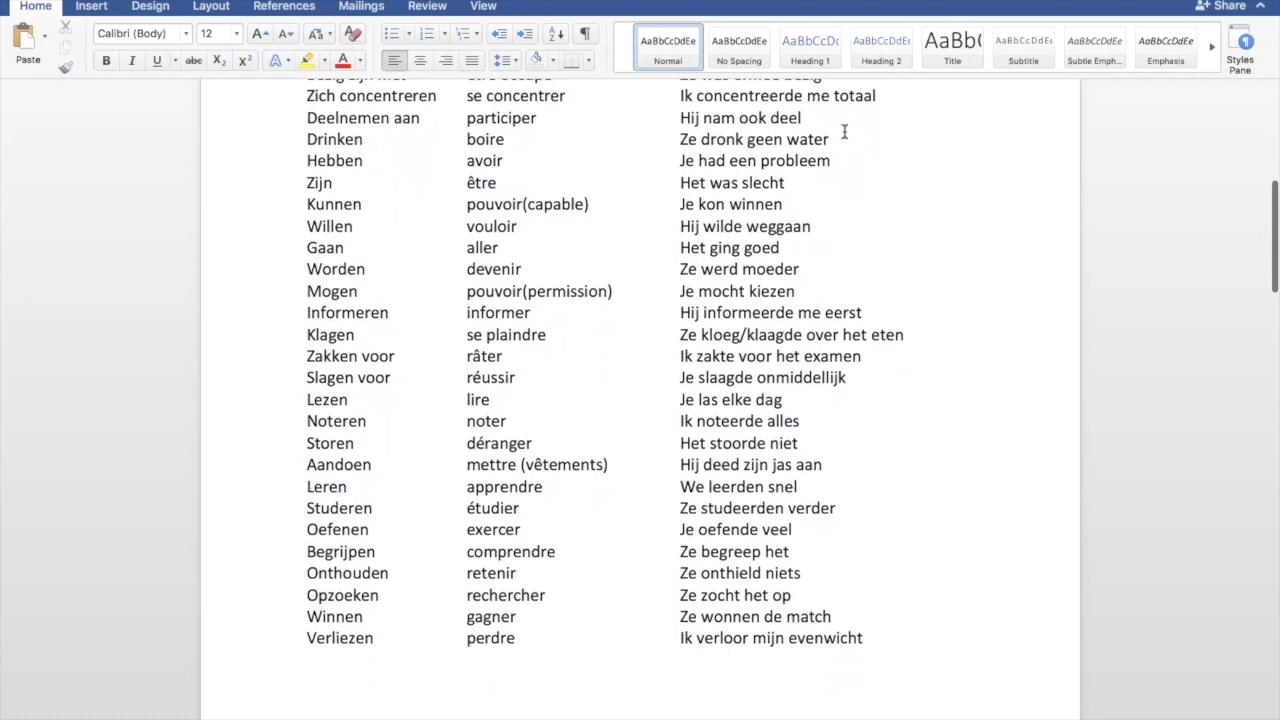 Home Insert Design Layout References Mailings Review View Share
Calibri (Body) 12
Paste
AaBbCcDdEe AaBbCcDdEe AaBbCcDc AaBbCcDdEe AaBb( AaBbCcDdEe AaBbCcDdEe AaBbCcDdEe
Normal No Spacing Heading 1 Heading 2 Title Subtitle Subtle Emph... Emphasis Styles Pane
Zich concentreren se concentrer Ik concentreerde me totaal
Deelnemen aan participer Hij nam ook deel
Drinken boire Ze dronk geen water
Hebben avoir Je had een probleem
Zijn être Het was slecht
Kunnen pouvoir(capable) Je kon winnen
Willen vouloir Hij wilde weggaan
Gaan aller Het ging goed
Worden devenir Ze werd moeder
Mogen pouvoir(permission) Je mocht kiezen
Informeren informer Hij informeerde me eerst
Klagen se plaindre Ze kloeg/klaagde over het eten
Zakken voor râter Ik zakte voor het examen
Slagen voor réussir Je slaagde onmiddellijk
Lezen lire Je las elke dag
Noteren noter Ik noteerde alles
Storen déranger Het stoorde niet
Aandoen mettre (vêtements) Hij deed zijn jas aan
Leren apprendre We leerden snel
Studeren étudier Ze studeerden verder
Oefenen exercer Je oefende veel
Begrijpen comprendre Ze begreep het
Onthouden retenir Ze onthield niets
Opzoeken rechercher Ze zocht het op
Winnen gagner Ze wonnen de match
Verliezen perdre Ik verloor mijn evenwicht